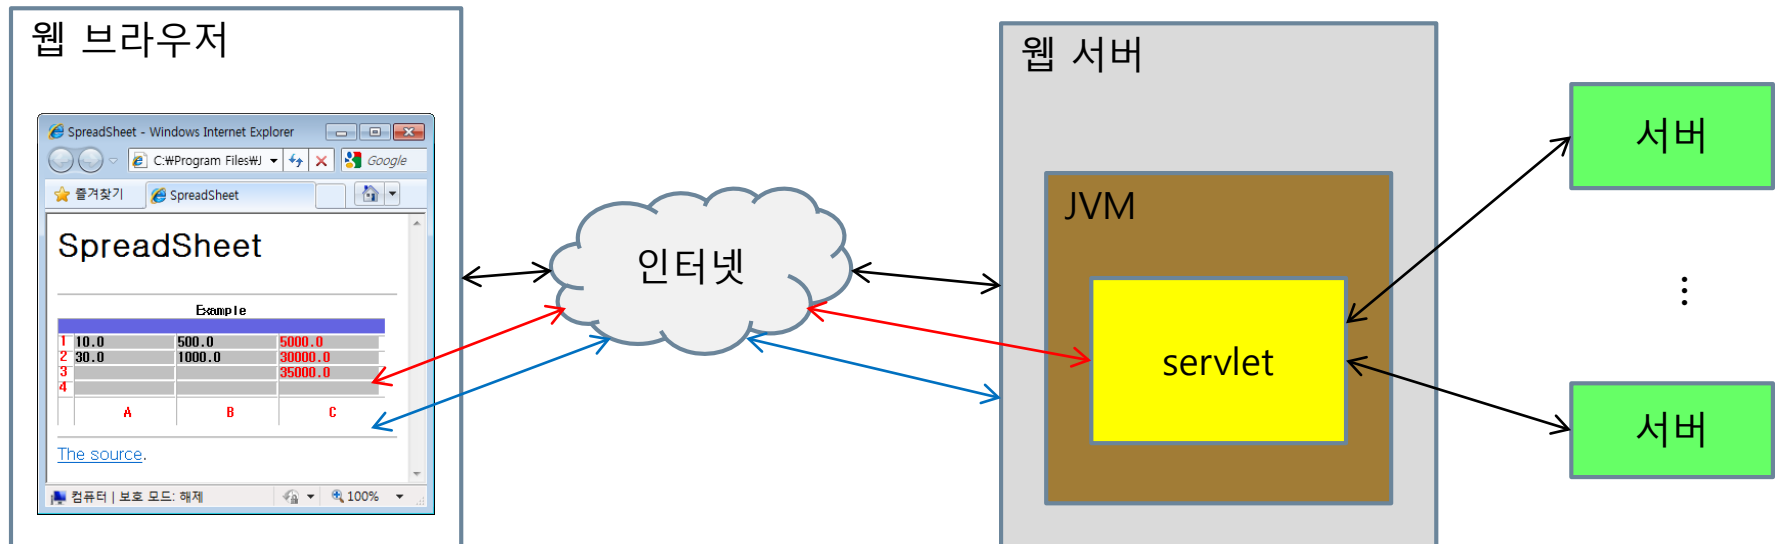 웹 브라우저
SpreadSheet - Windows Internet Explorer
C:₩Program Files₩J
Google
즐겨찾기
SpreadSheet
SpreadSheet
Example
1 10.0 500.0 5000.0
2 30.0 1000.0 30000.0
3 35000.0
4
A B C
The source.
컴퓨터 | 보호 모드: 해제
100%
인터넷
웹 서버
JVM
servlet
서버
⋮
서버